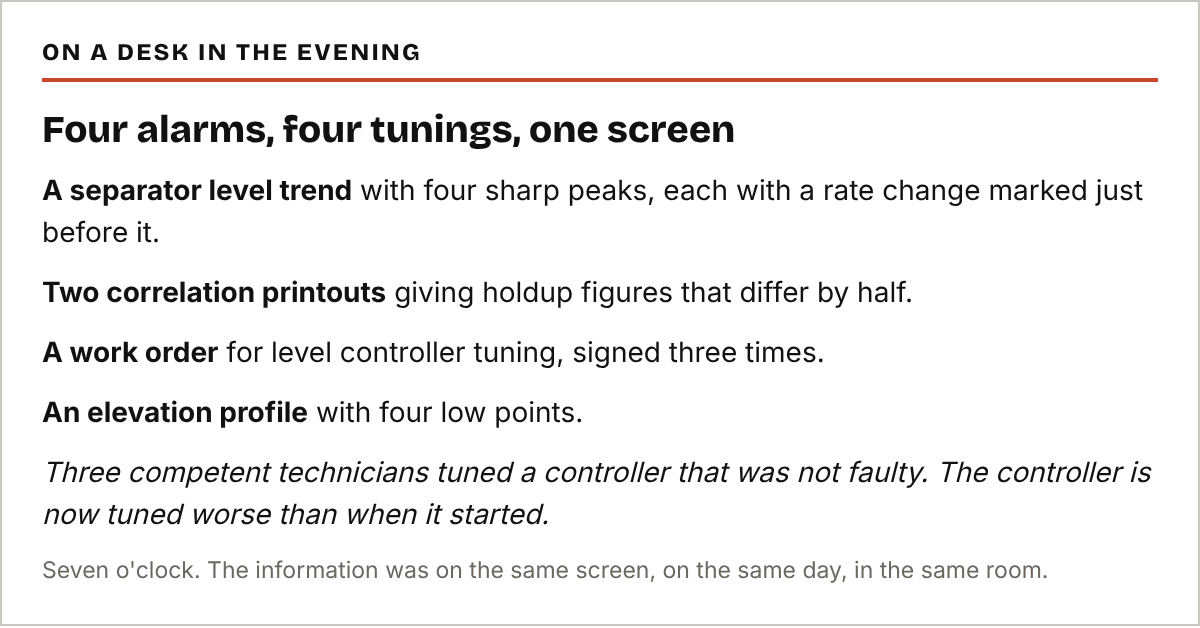 ON A DESK IN THE EVENING
Four alarms, four tunings, one screen
A separator level trend with four sharp peaks, each with a rate change marked just
before it.
Two correlation printouts giving holdup figures that differ by half.
A work order for level controller tuning, signed three times.
An elevation profile with four low points.
Three competent technicians tuned a controller that was not faulty. The controller is
now tuned worse than when it started.
Seven o'clock. The information was on the same screen, on the same day, in the same room.